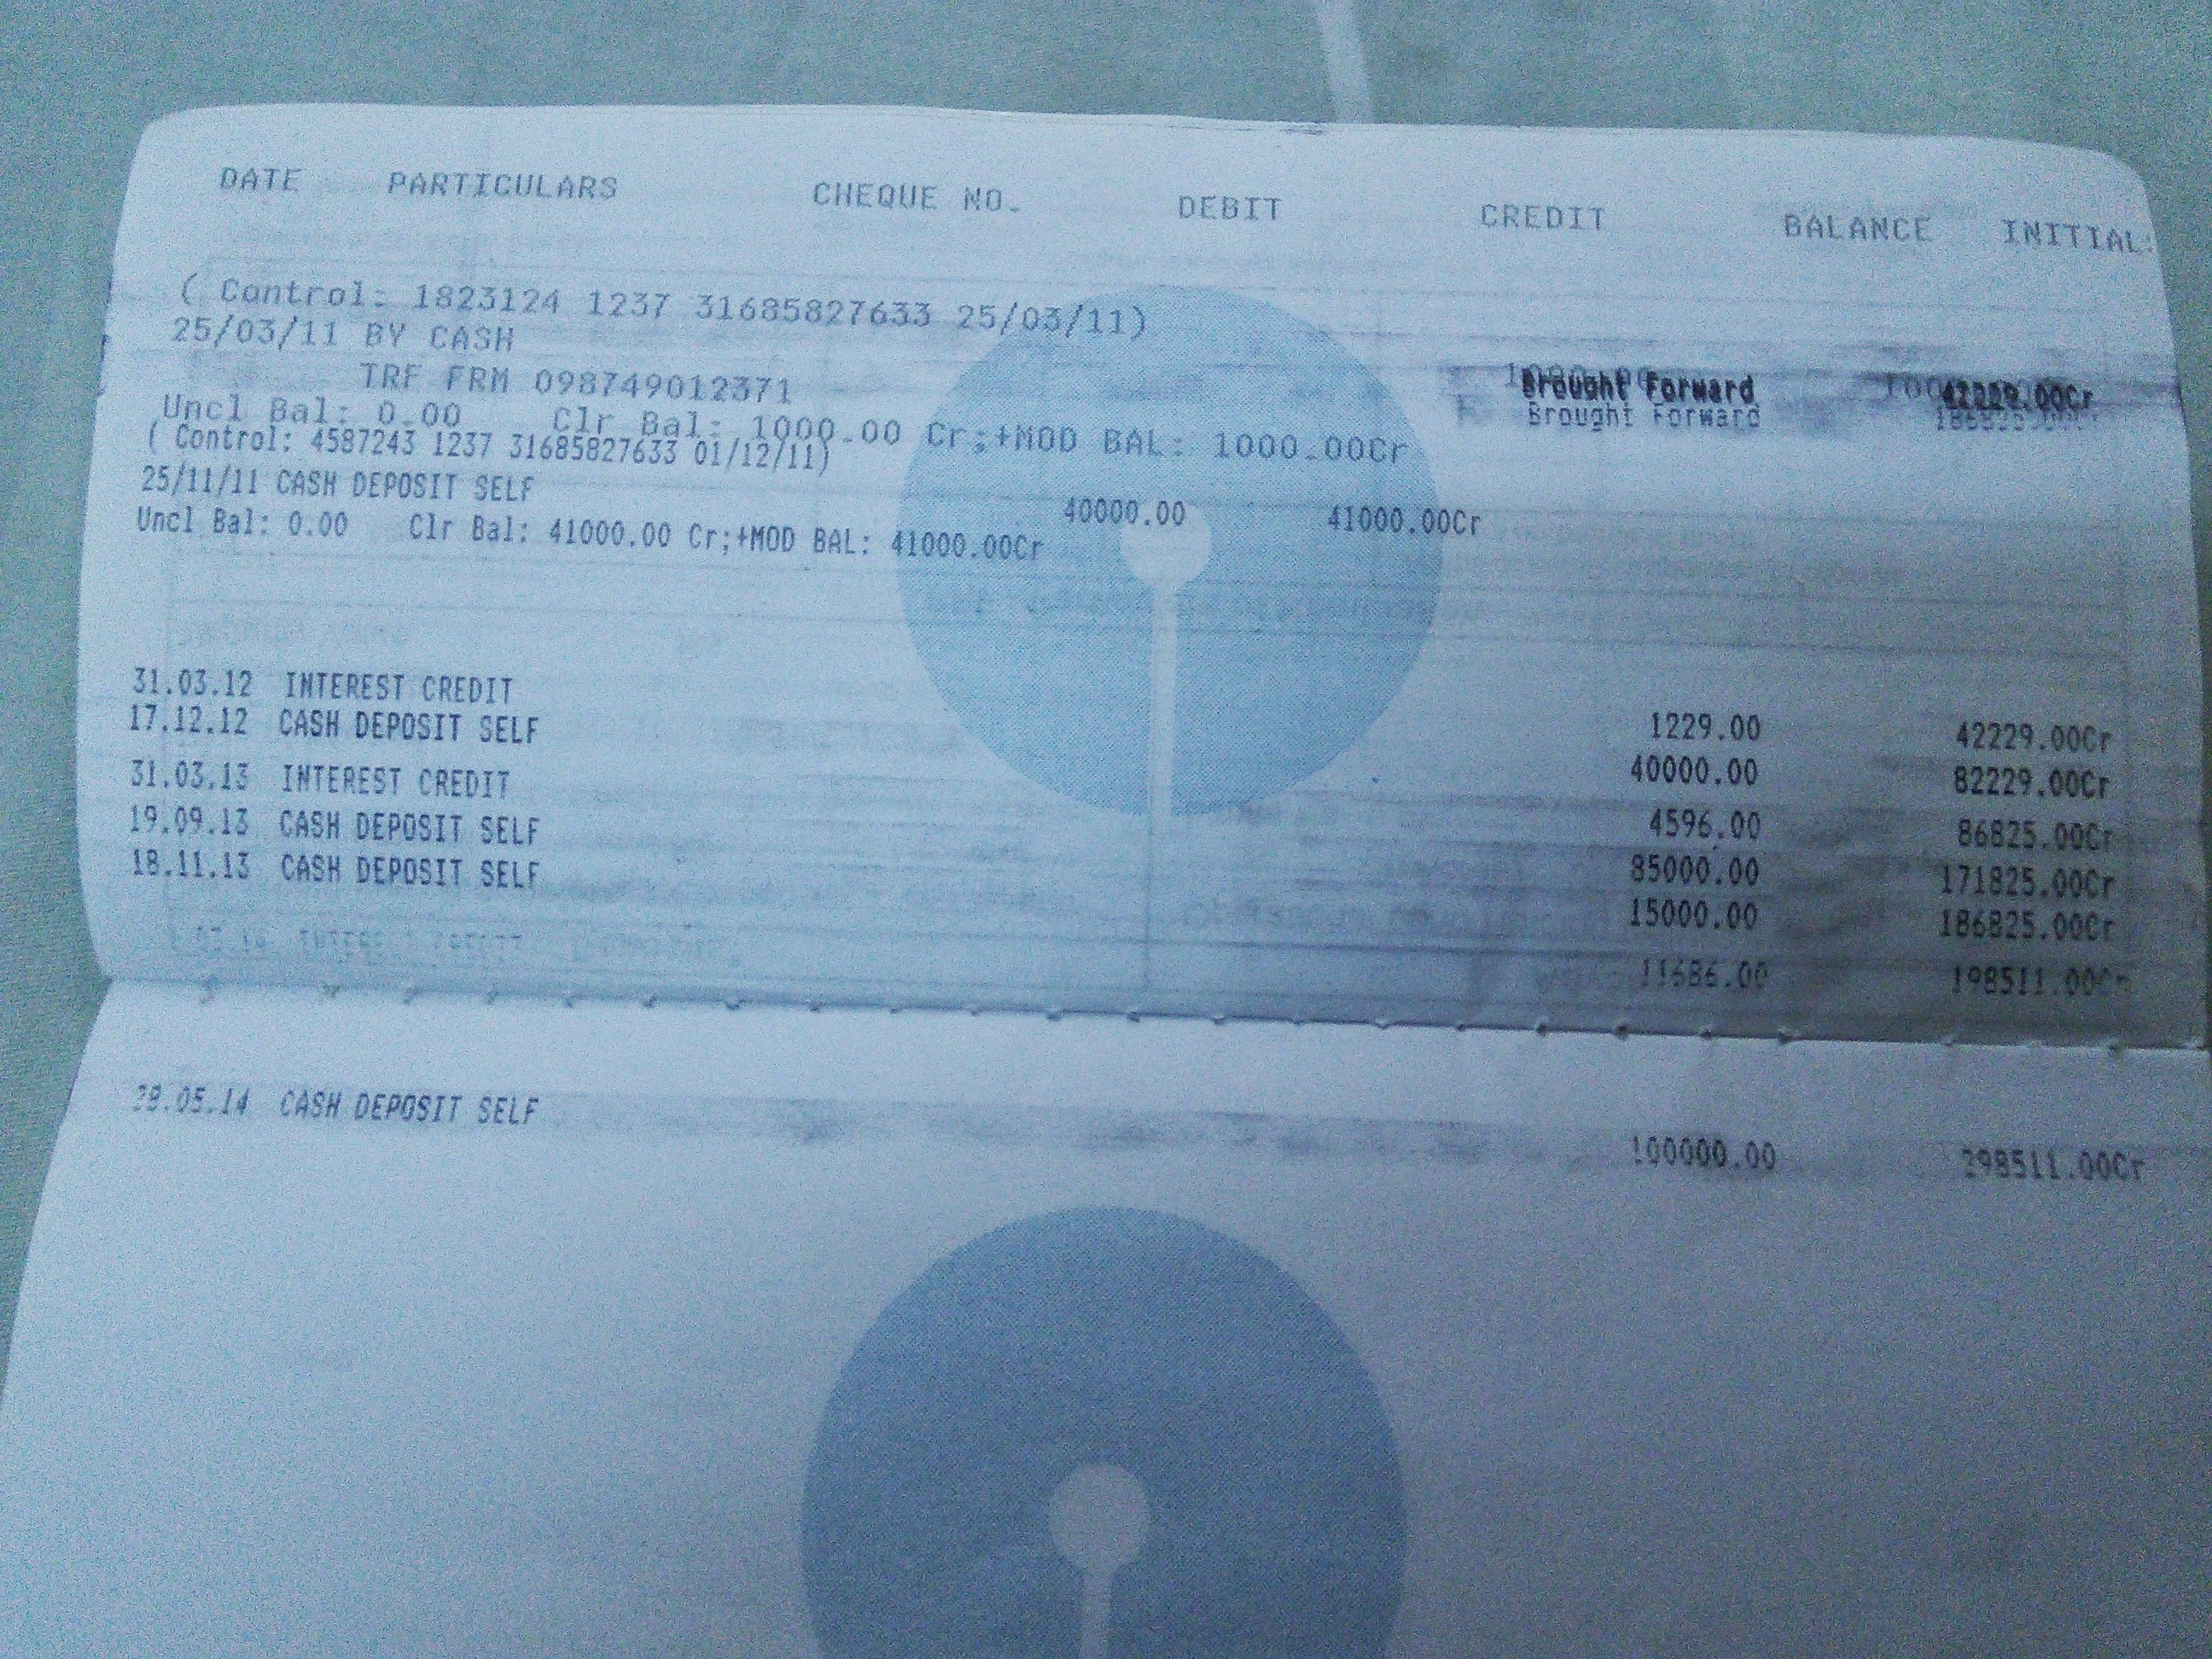 DATE PARTICULARS CHEQUE NO. DEBIT CREDIT BALANCE INITIAL
( Control: 1823124 1237 31685827633 25/03/11)
25/03/11 BY CASH
TRF FRM 098749012371
Brought Forward 42229.00Cr
Brought Forward
Uncl Bal: 0.00 Clr Bal: 1000.00 Cr;+MOD BAL: 1000.00Cr
( Control: 4587243 1237 31685827633 01/12/11)
25/11/11 CASH DEPOSIT SELF 40000.00 41000.00Cr
Uncl Bal: 0.00 Clr Bal: 41000.00 Cr;+MOD BAL: 41000.00Cr
31.03.12 INTEREST CREDIT 1229.00 42229.00Cr
17.12.12 CASH DEPOSIT SELF 40000.00 82229.00Cr
31.03.13 INTEREST CREDIT 4596.00 86825.00Cr
19.09.13 CASH DEPOSIT SELF 85000.00 171825.00Cr
18.11.13 CASH DEPOSIT SELF 15000.00 186825.00Cr
INTEREST CREDIT 11686.00 198511.00Cr
29.05.14 CASH DEPOSIT SELF 100000.00 298511.00Cr